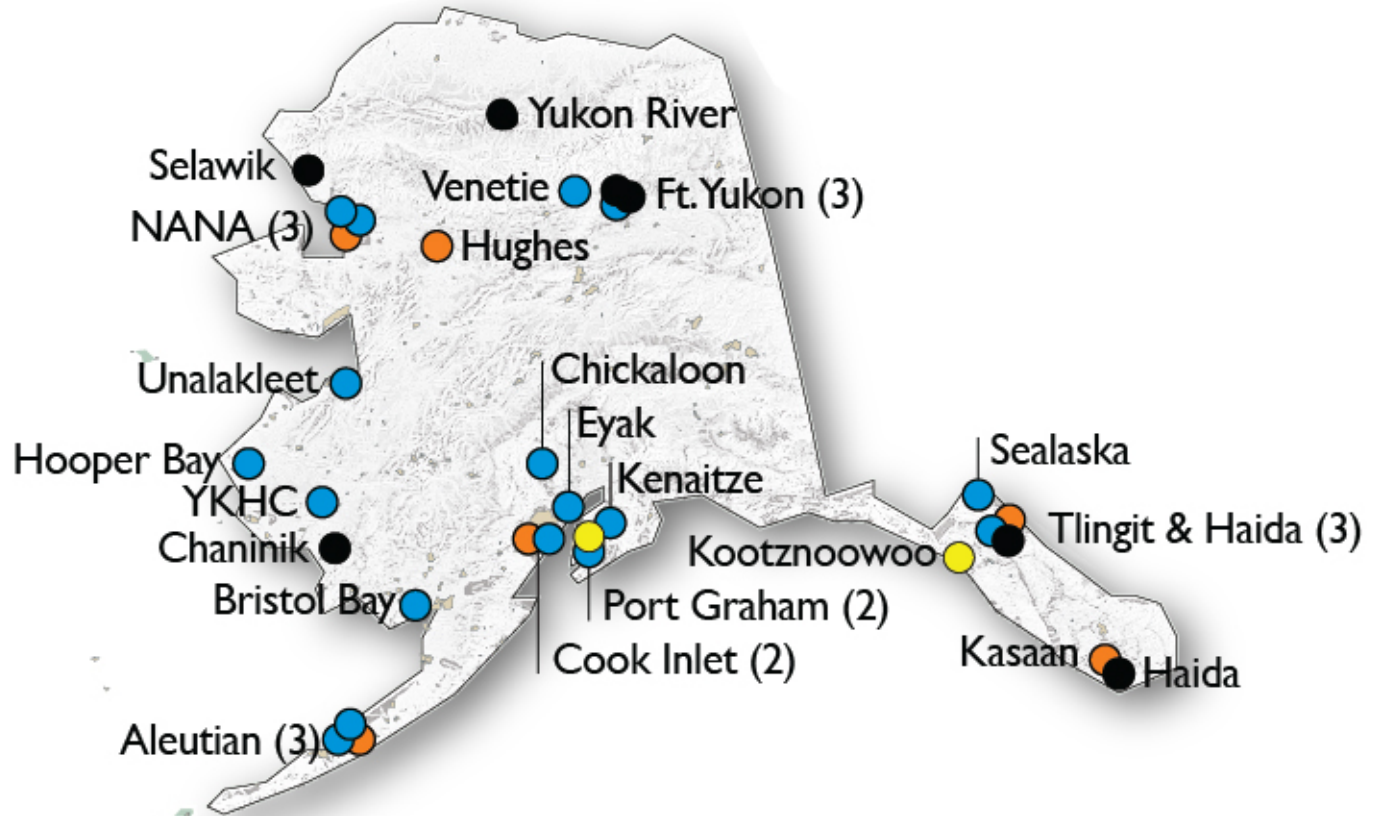 Yukon River
Selawik
Venetie
Ft. Yukon (3)
NANA (3)
Hughes
Chickaloon
Unalakleet
Eyak
Sealaska
Hooper Bay
Kenaitze
YKHC
Tlingit & Haida (3)
Chaninik
Kootznoowoo
Bristol Bay
Port Graham (2)
Cook Inlet (2)
Kasaan
Haida
Aleutian (3)